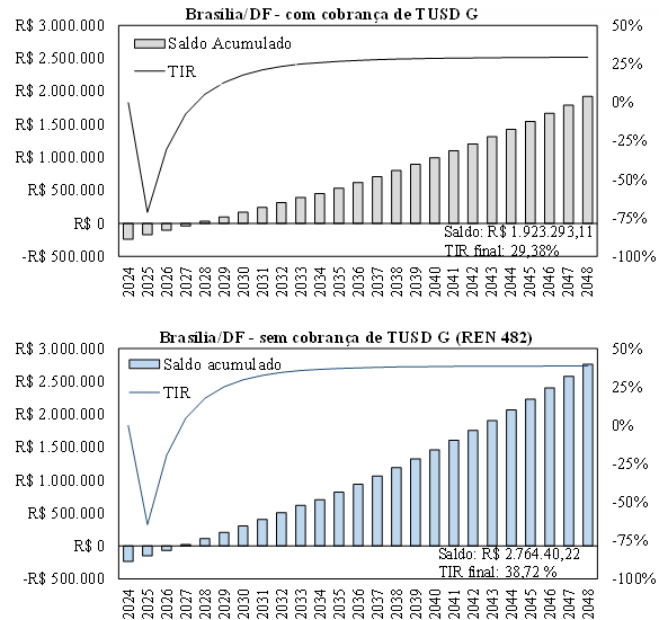 Brasília/DF - com cobrança de TUSD G
R$ 3.000.000
R$ 2.500.000
R$ 2.000.000
R$ 1.500.000
R$ 1.000.000
R$ 500.000
R$ 0
-R$ 500.000
Saldo Acumulado
TIR
50%
25%
0%
-25%
-50%
-75%
-100%
Saldo: R$ 1.923.293,11
TIR final: 29,38%
2024 2025 2026 2027 2028 2029 2030 2031 2032 2033 2034 2035 2036 2037 2038 2039 2040 2041 2042 2043 2044 2045 2046 2047 2048
Brasília/DF - sem cobrança de TUSD G (REN 482)
R$ 3.000.000
R$ 2.500.000
R$ 2.000.000
R$ 1.500.000
R$ 1.000.000
R$ 500.000
R$ 0
-R$ 500.000
Saldo acumulado
TIR
50%
25%
0%
-25%
-50%
-75%
-100%
Saldo: R$ 2.764.40,22
TIR final: 38,72 %
2024 2025 2026 2027 2028 2029 2030 2031 2032 2033 2034 2035 2036 2037 2038 2039 2040 2041 2042 2043 2044 2045 2046 2047 2048